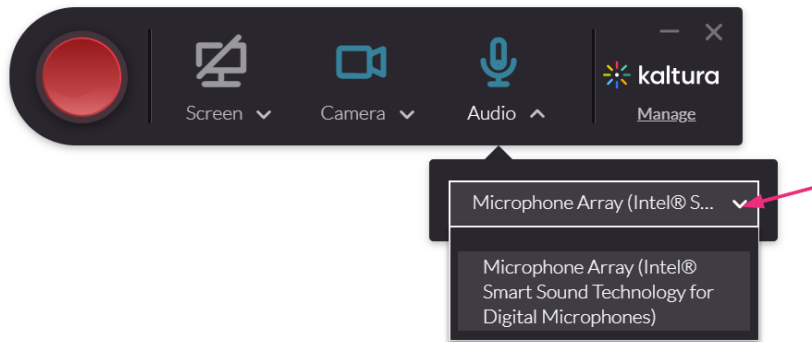 Screen
Camera
Audio
kaltura
Manage
Microphone Array (Intel® S...
Microphone Array (Intel®
Smart Sound Technology for
Digital Microphones)